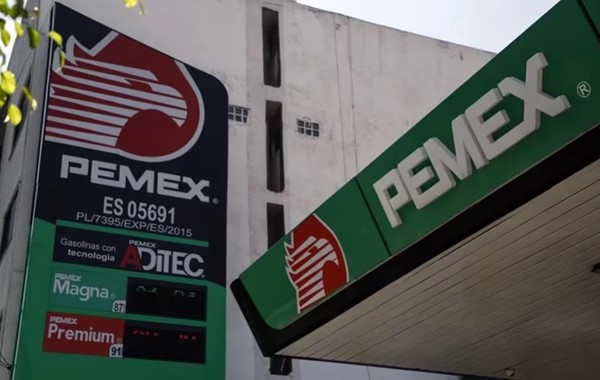 PEMEX®
ES 05691
PL/7395/EXP/ES/2015
Gasolinas con
tecnología
PEMEX
ADiTEC.
PEMEX
Magna
87
PEMEX
Premium
91
PEMEX®